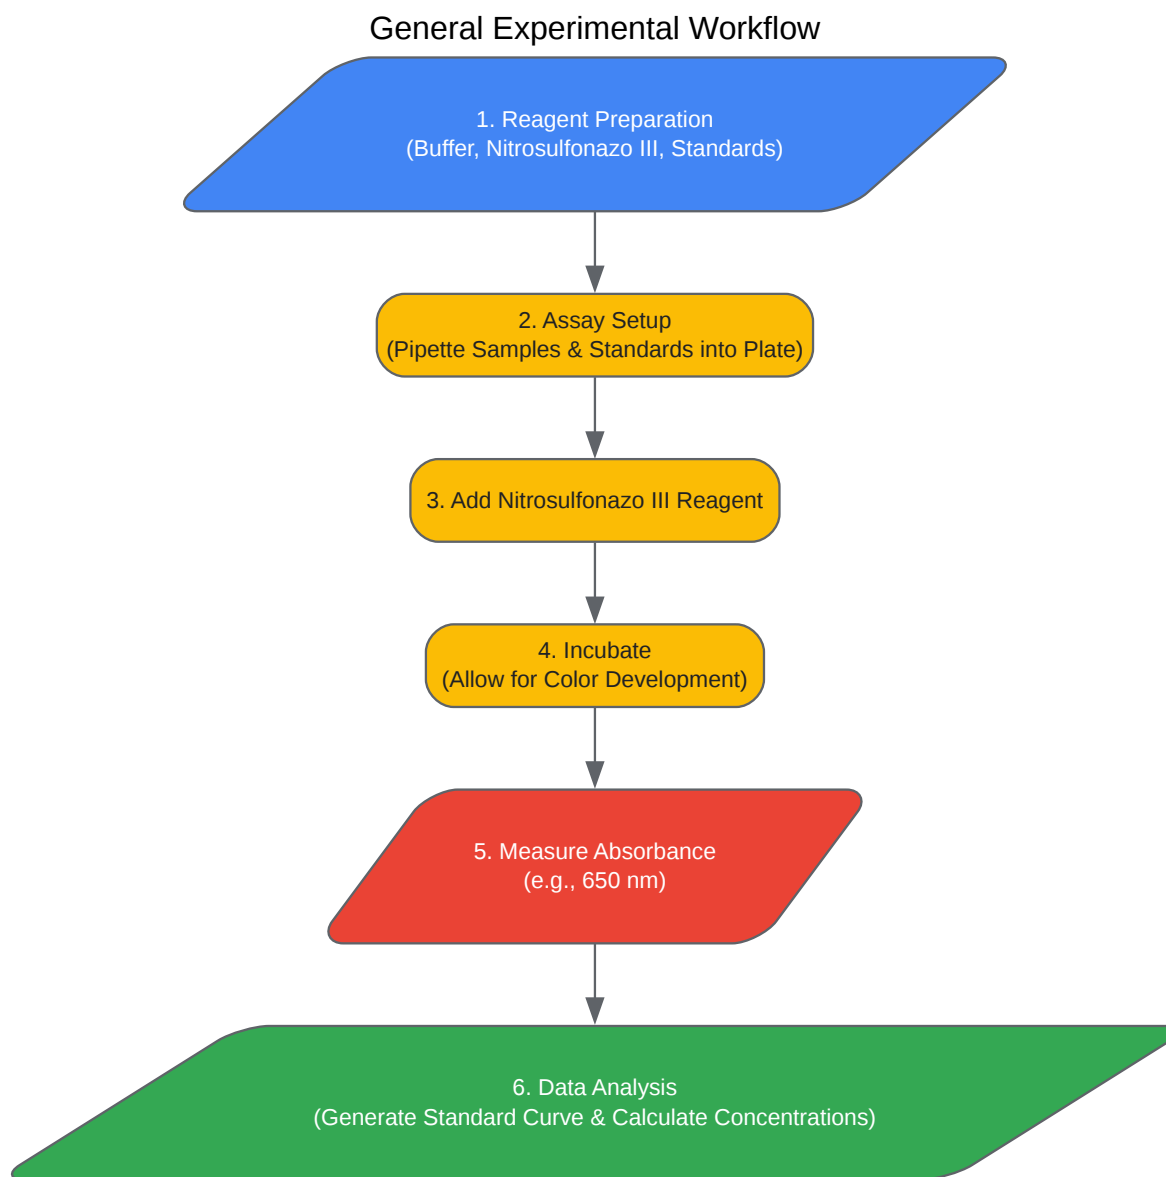 General Experimental Workflow
1. Reagent Preparation
(Buffer, Nitrosulfonazo III, Standards)
2. Assay Setup
(Pipette Samples & Standards into Plate)
3. Add Nitrosulfonazo III Reagent
4. Incubate
(Allow for Color Development)
5. Measure Absorbance
(e.g., 650 nm)
6. Data Analysis
(Generate Standard Curve & Calculate Concentrations)